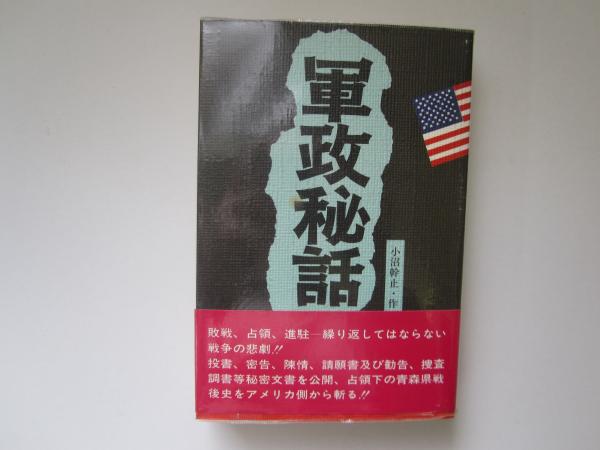 軍政秘話
小沼幹止・作
敗戦、占領、進駐―繰り返してはならない
戦争の悲劇!!
投書、密告、陳情、請願書及び勧告、捜査
調書等秘密文書を公開、占領下の青森県戦
後史をアメリカ側から斬る!!